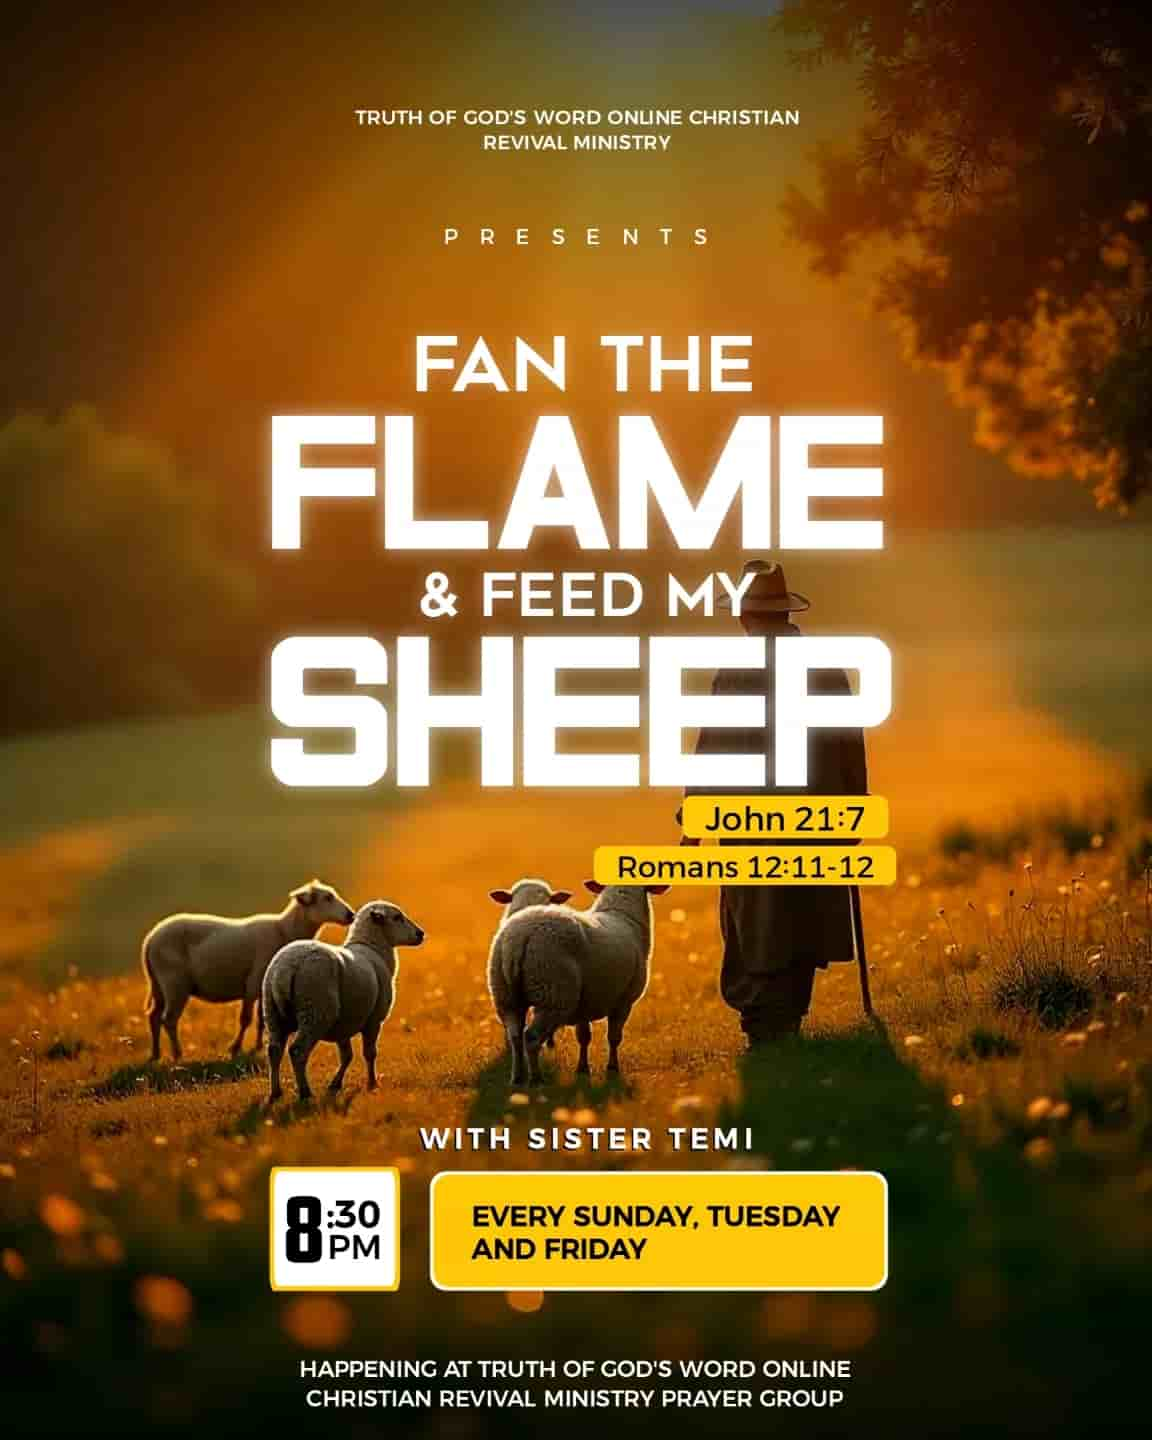 TRUTH OF GOD'S WORD ONLINE CHRISTIAN
REVIVAL MINISTRY
PRESENTS
FAN THE
FLAME
& FEED MY
SHEEP
John 21:7
Romans 12:11-12
WITH SISTER TEMI
8:30
PM
EVERY SUNDAY, TUESDAY
AND FRIDAY
HAPPENING AT TRUTH OF GOD'S WORD ONLINE
CHRISTIAN REVIVAL MINISTRY PRAYER GROUP